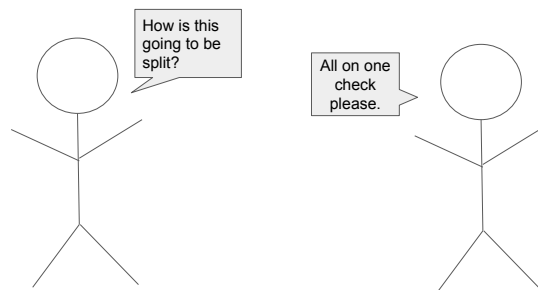 How is this
going to be
split?
All on one
check
please.